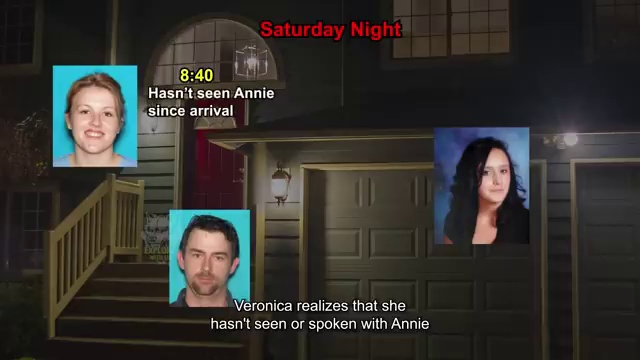 Saturday Night
8:40
Hasn't seen Annie
since arrival
Veronica realizes that she
hasn't seen or spoken with Annie